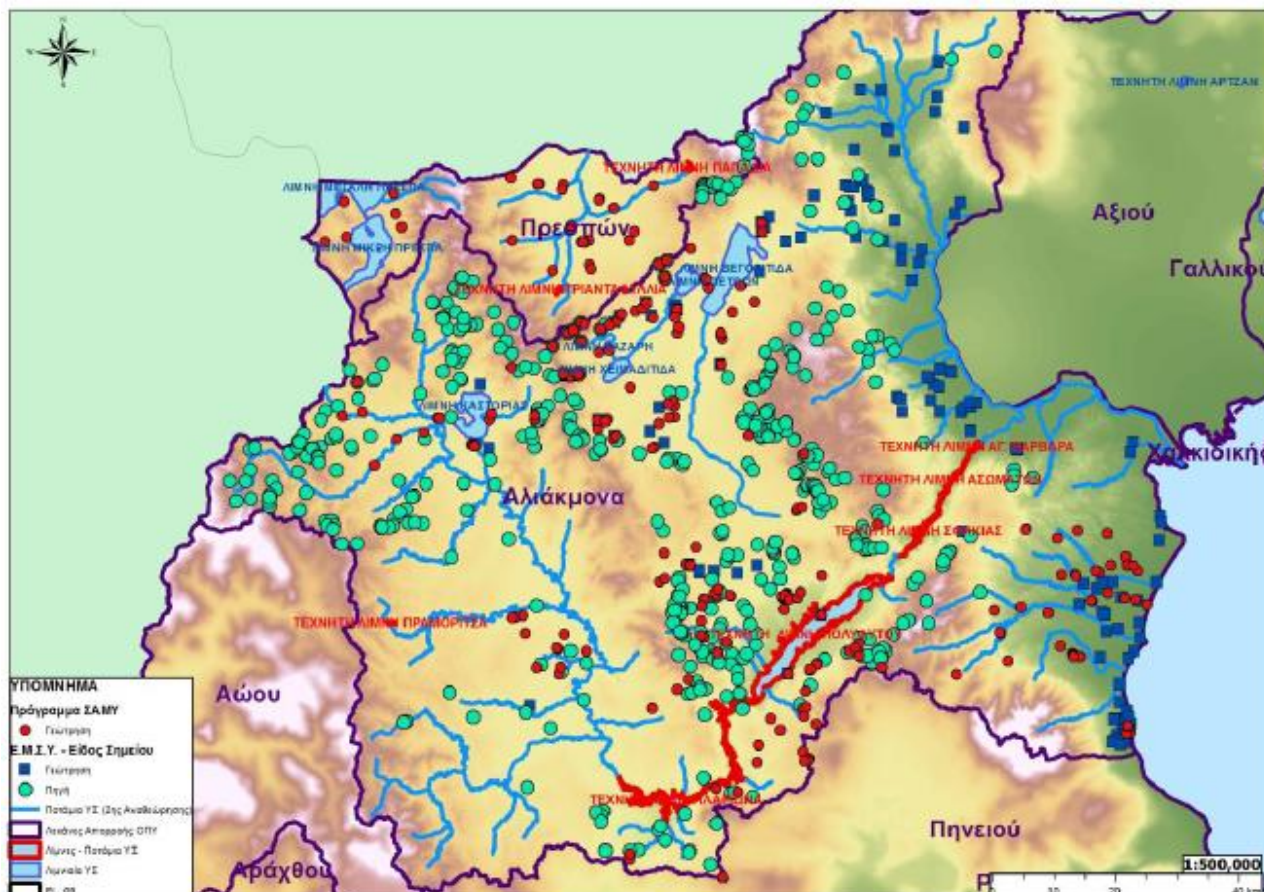 N
W
E
S
ΤΕΧΝΗΤΗ ΛΙΜΝΗ ΑΡΤΖΑΝ
ΤΕΧΝΗΤΗ ΛΙΜΝΗ
ΛΙΜΝΗ ΜΕΓΑΛΗ ΠΡΕΣΠΑ
Πρεσπών
Αξιού
ΛΙΜΝΗ ΜΙΚΡΗ ΠΡΕΣΠΑ
ΛΙΜΝΗ ΒΕΓΟΡΙΤΙΔΑ
Γαλλικού
ΤΕΧΝΗΤΗ ΛΙΜΝΗ
ΛΙΜΝΗ ΖΑΖΑΡΗ
ΛΙΜΝΗ ΧΕΙΜΑΔΙΤΙΔΑ
ΛΙΜΝΗ ΚΑΣΤΟΡΙΑΣ
ΤΕΧΝΗΤΗ ΛΙΜΝΗ ΑΓ. ΒΑΡΒΑΡΑ
Χαλκιδικής
ΤΕΧΝΗΤΗ ΛΙΜΝΗ ΑΣΩΜΑΤΩΝ
Αλιάκμονα
ΤΕΧΝΗΤΗ ΛΙΜΝΗ ΣΦΗΚΙΑΣ
ΤΕΧΝΗΤΗ ΛΙΜΝΗ ΠΡΑΜΟΡΙΤΣΑ
ΤΕΧΝΗΤΗ ΛΙΜΝΗ ΠΟΛΥΦΥΤΟΥ
Αώου
ΥΠΟΜΝΗΜΑ
Πρόγραμμα ΣΑΜΥ
Γεώτρηση
Ε.Μ.Σ.Υ. - Είδος Σημείου
Γεώτρηση
Πηγή
Ποτάμια ΥΣ (2ης Αναθεώρησης)
Λεκάνες Απορροής ΟΠΥ
Λίμνες - Ποτάμια ΥΣ
Λιμναία ΥΣ
Πηνειού
Αράχθου
1:500,000